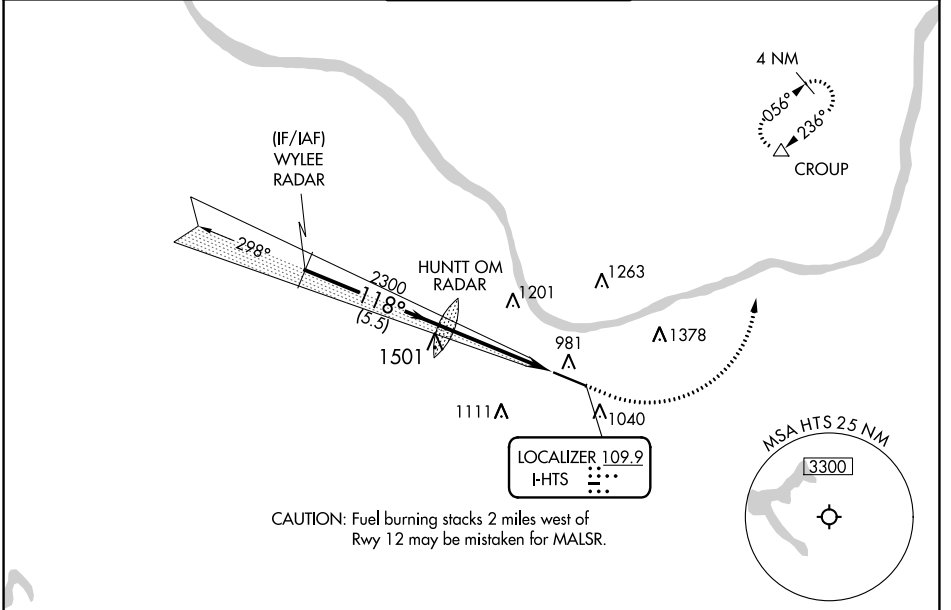 4 NM
056°
236°
CROUP
(IF/IAF)
WYLEE
RADAR
298°
2300
118°
(5.5)
HUNTT OM
RADAR
1501
1201
1263
981
1378
1111
1040
LOCALIZER 109.9
I-HTS
MSA HTS 25 NM
3300
CAUTION: Fuel burning stacks 2 miles west of
Rwy 12 may be mistaken for MALSR.